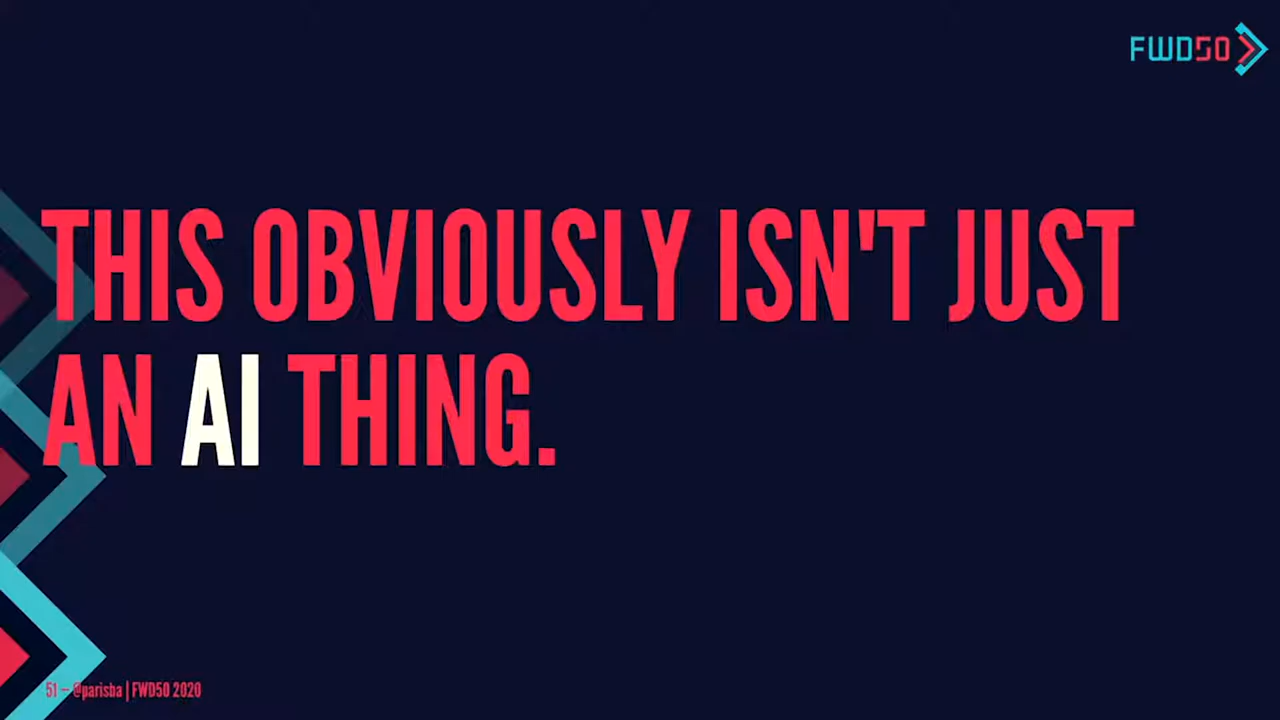 FWD50
THIS OBVIOUSLY ISN'T JUST
AN AI THING.
51 — @parisba | FWD50 2020